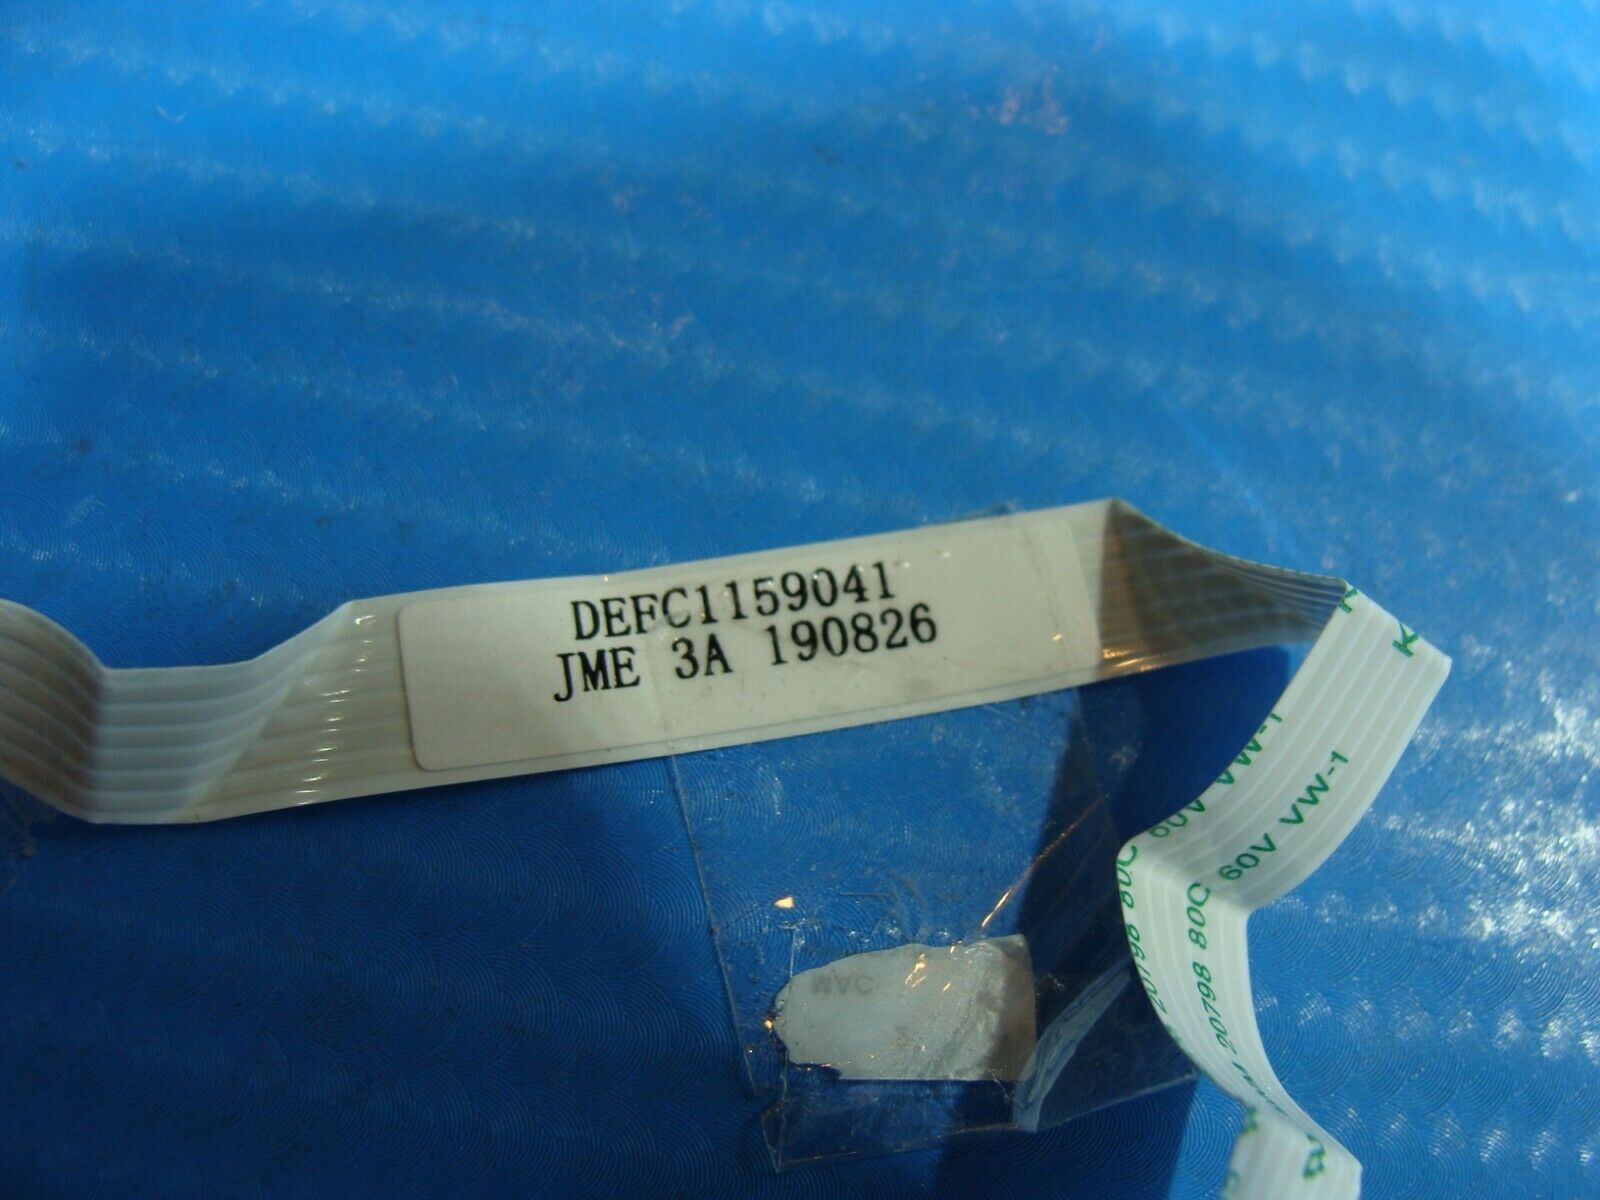 DEFC1159041
JME 3A 190826
K
20798 80C 60V VW-1
20798 80C 60V VW-1